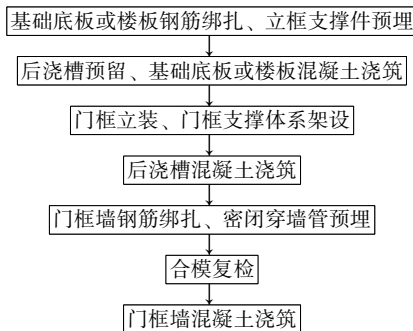 基础底板或楼板钢筋绑扎、立框支撑件预埋
后浇槽预留、基础底板或楼板混凝土浇筑
门框立装、门框支撑体系架设
后浇槽混凝土浇筑
门框墙钢筋绑扎、密闭穿墙管预埋
合模复检
门框墙混凝土浇筑